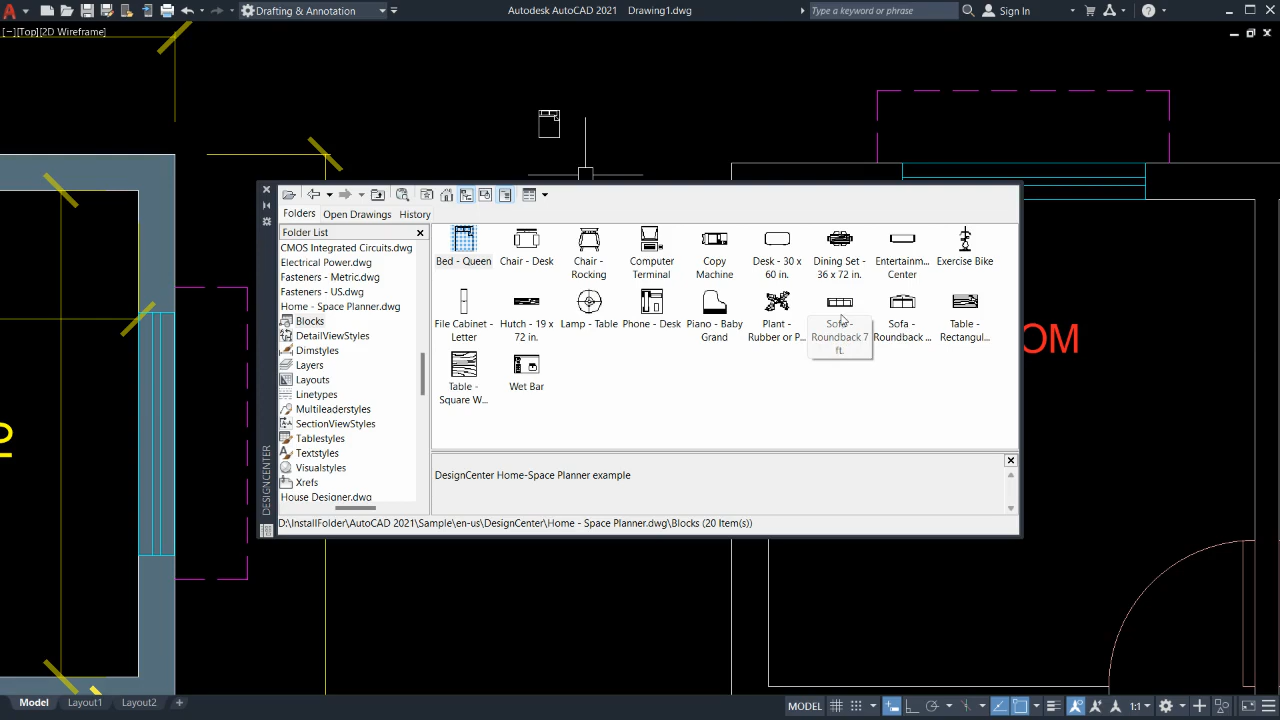 Drafting & Annotation
Autodesk AutoCAD 2021 Drawing1.dwg
Type a keyword or phrase
Sign In
[−][Top][2D Wireframe]
Folders
Open Drawings
History
Folder List
CMOS Integrated Circuits.dwg
Electrical Power.dwg
Fasteners - Metric.dwg
Fasteners - US.dwg
Home - Space Planner.dwg
Blocks
DetailViewStyles
Dimstyles
Layers
Layouts
Linetypes
Multileaderstyles
SectionViewStyles
Tablestyles
Textstyles
Visualstyles
Xrefs
House Designer.dwg
Bed - Queen
Chair - Desk
Chair -
Rocking
Computer
Terminal
Copy
Machine
Desk - 30 x
60 in.
Dining Set -
36 x 72 in.
Entertainm...
Center
Exercise Bike
File Cabinet -
Letter
Hutch - 19 x
72 in.
Lamp - Table
Phone - Desk
Piano - Baby
Grand
Plant -
Rubber or P...
Sofa -
Roundback 7
ft.
Sofa -
Roundback ...
Table -
Rectangul...
Table -
Square W...
Wet Bar
OM
DESIGNCENTER
DesignCenter Home-Space Planner example
D:\InstallFolder\AutoCAD 2021\Sample\en-us\DesignCenter\Home - Space Planner.dwg\Blocks (20 Item(s))
Model
Layout1
Layout2
MODEL
1:1